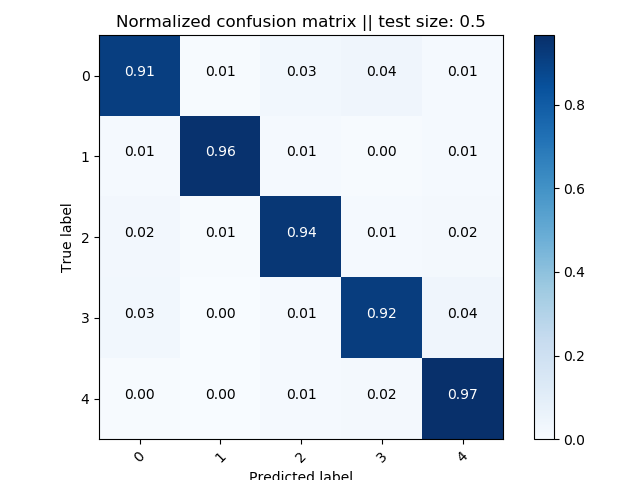 Normalized confusion matrix || test size: 0.5
True label
0 0.91 0.01 0.03 0.04 0.01
1 0.01 0.96 0.01 0.00 0.01
2 0.02 0.01 0.94 0.01 0.02
3 0.03 0.00 0.01 0.92 0.04
4 0.00 0.00 0.01 0.02 0.97
0 1 2 3 4
Predicted label
0.8
0.6
0.4
0.2
0.0